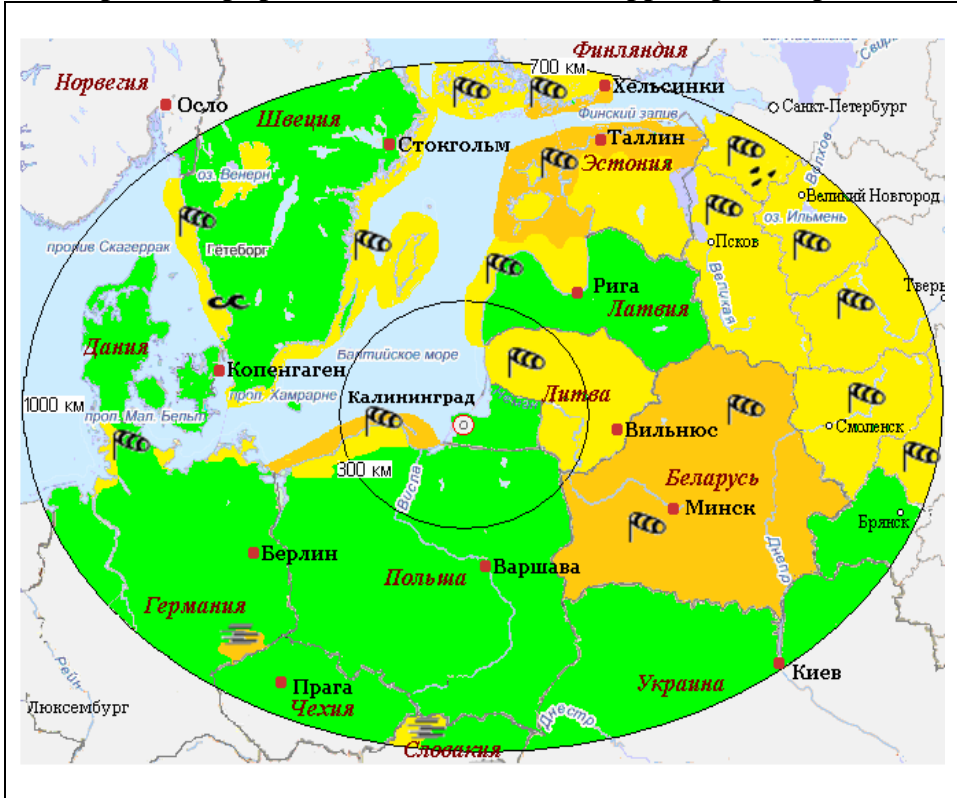 Финляндия
700 км
Свирь
Норвегия
Хельсинки
Осло
Санкт-Петербург
Швеция
Финский залив
Стокгольм
Таллин
Волхов
Эстония
оз. Венерн
Великий Новгород
оз. Ильмень
пролив Скагеррак
Гётеборг
Псков
Великая
Рига
Тверь
Латвия
Дания
Балтийское море
Копенгаген
Литва
1000 км
прол. Хамрарне
Калининград
прол. Мал. Бельт
Смоленск
Вильнюс
300 км
Висла
Беларусь
Минск
Брянск
Берлин
Днепр
Польша
Варшава
Германия
Рейн
Киев
Прага
Украина
Чехия
Люксембург
Днестр
Словакия